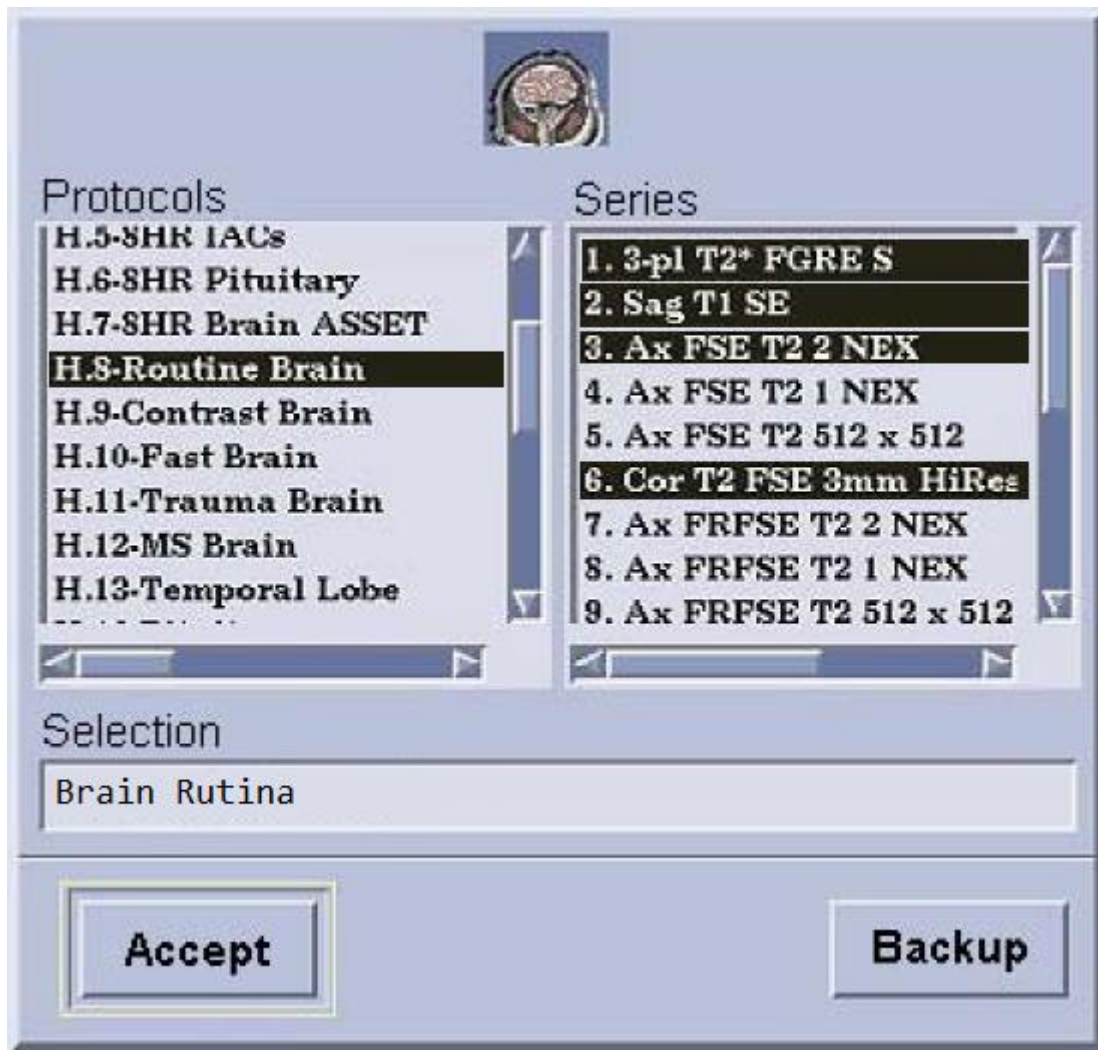 Protocols
H.5-8HR IACs
H.6-8HR Pituitary
H.7-8HR Brain ASSET
H.8-Routine Brain
H.9-Contrast Brain
H.10-Fast Brain
H.11-Trauma Brain
H.12-MS Brain
H.13-Temporal Lobe
Series
1. 3-pl T2* FGRE S
2. Sag T1 SE
3. Ax FSE T2 2 NEX
4. Ax FSE T2 1 NEX
5. Ax FSE T2 512 x 512
6. Cor T2 FSE 3mm HiRes
7. Ax FRFSE T2 2 NEX
8. Ax FRFSE T2 1 NEX
9. Ax FRFSE T2 512 x 512
Selection
Brain Rutina
Accept
Backup